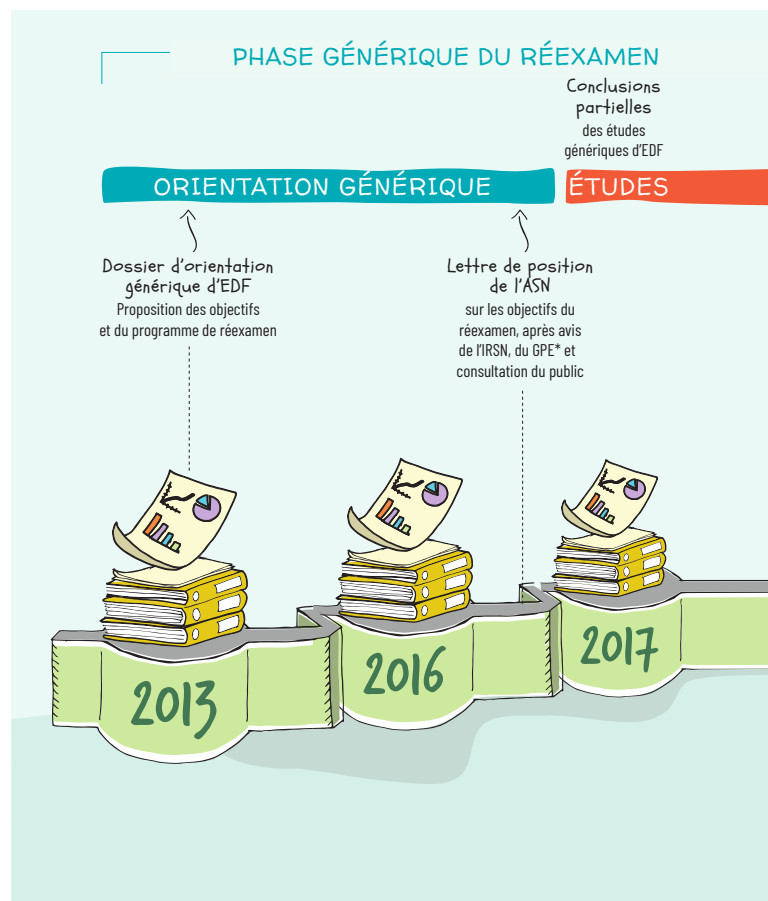 PHASE GÉNÉRIQUE DU RÉEXAMEN
Conclusions
partielles
des études
génériques d'EDF
ORIENTATION GÉNÉRIQUE
ÉTUDES
Dossier d'orientation
générique d'EDF
Proposition des objectifs
et du programme de réexamen
Lettre de position
de l'ASN
sur les objectifs du
réexamen, après avis
de l'IRSN, du GPE* et
consultation du public
2013
2016
2017